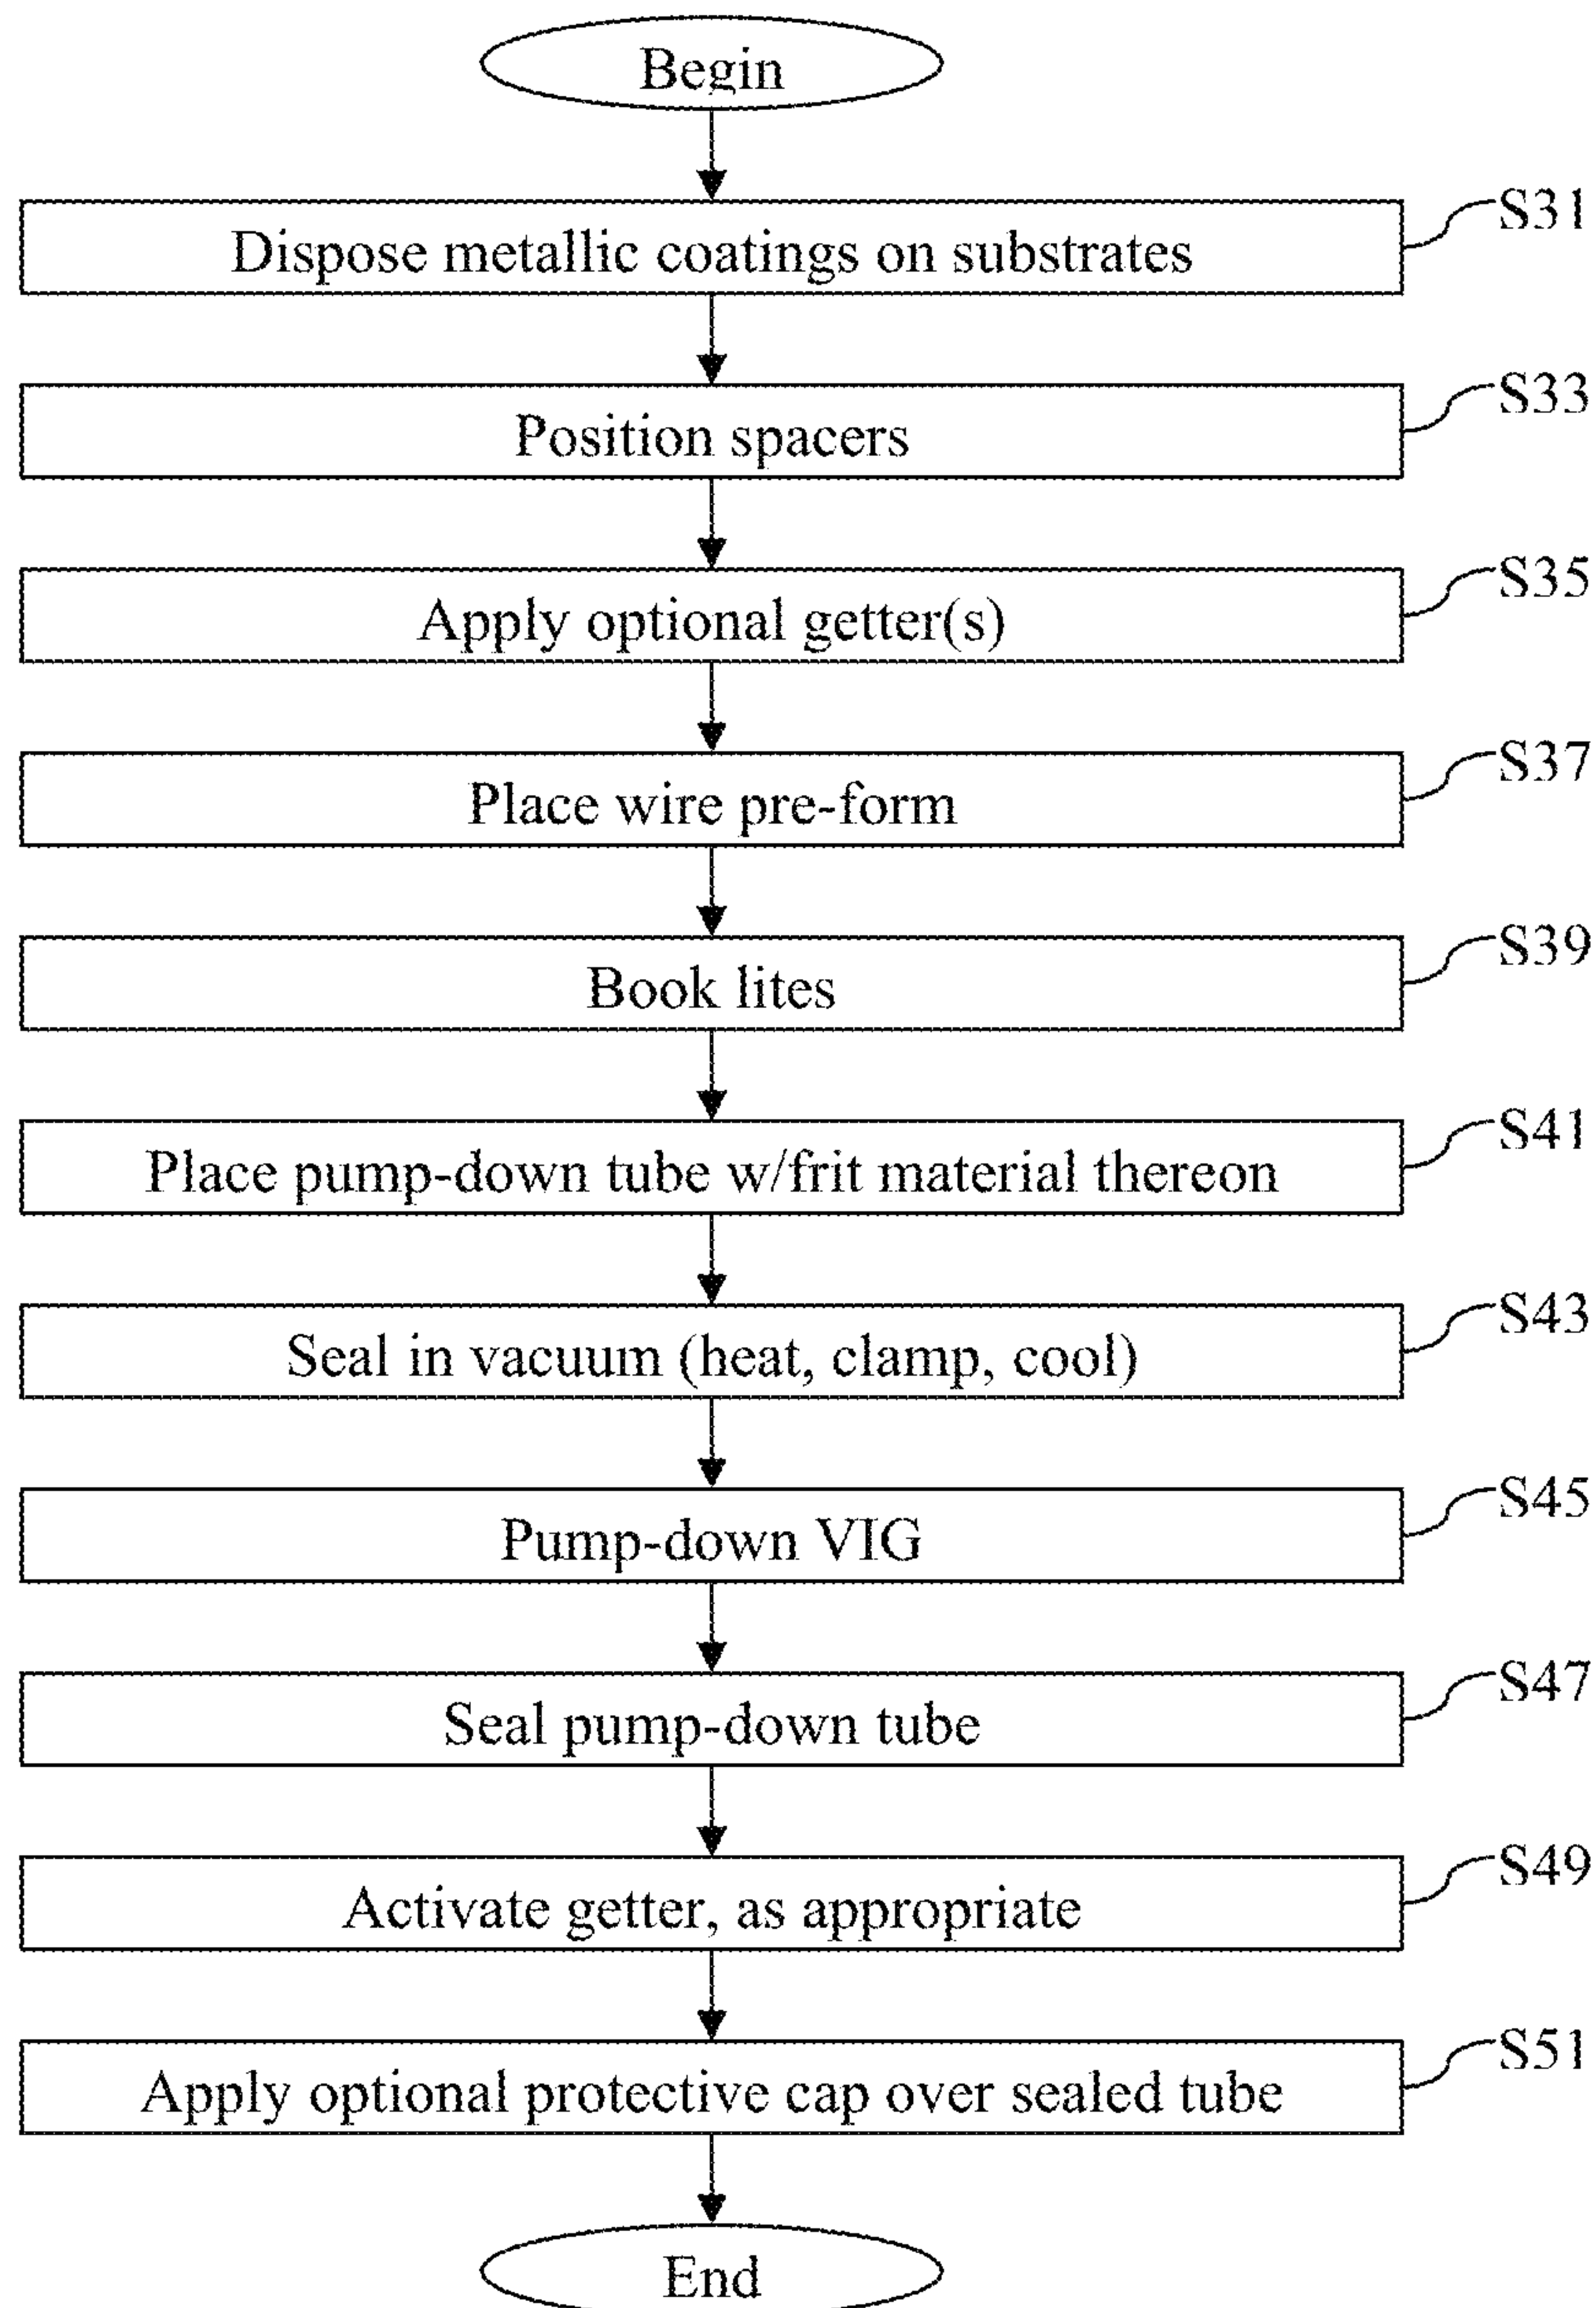 Begin
S31
Dispose metallic coatings on substrates
S33
Position spacers
S35
Apply optional getter(s)
S37
Place wire pre-form
S39
Book lites
S41
Place pump-down tube w/frit material thereon
S43
Seal in vacuum (heat, clamp, cool)
S45
Pump-down VIG
S47
Seal pump-down tube
S49
Activate getter, as appropriate
S51
Apply optional protective cap over sealed tube
End